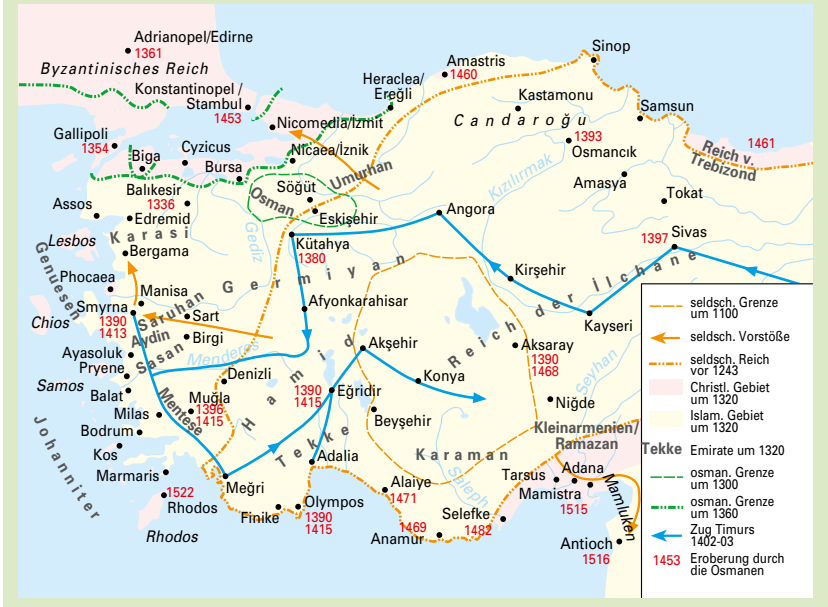 Adrianopel/Edirne
1361
Byzantinisches Reich
Konstantinopel /
Stambul
1453
Heraclea/
Ereğli
Amastris
1460
Sinop
Kastamonu
Candaroğu
Samsun
1393
Osmancık
1461
Reich v.
Trebizond
Gallipoli
1354
Nicomedia/Izmit
Nicaea/Iznik
Cyzicus
Biga
Bursa
Umurhan
Kızılırmak
Amasya
Tokat
Balıkesir
1336
Söğüt
Osman
Eskişehir
Assos
Edremid
Karasi
Angora
Sivas
1397
Lesbos
Bergama
Gediz
Kütahya
1380
Genuesen
Phocaea
Manisa
Saruhan
Germiyan
Kirşehir
Reich der Ilchane
Kayseri
Smyrna
1390
1413
Chios
Sart
Birgi
Aydin
Sasan
Afyonkarahisar
Menderes
Ayasoluk
Pryene
Samos
Balat
Milas
Bodrum
Kos
Marmaris
Mentese
Muğla
1396
1415
Denizli
Hamid
1390
1415
Eğridir
Akşehir
Konya
Aksaray
1390
1468
Niğde
Seyhan
Beyşehir
Tekke
Adalia
Karaman
Saleph
Kleinarmenien/
Ramazan
Tarsus
Adana
Mamistra
1515
Mamluken
Johanniter
1522
Rhodos
Rhodos
Meğri
Finike
Olympos
1390
1415
Alaiye
1471
1469
Anamur
Selefke
1482
Antioch
1516
seldsch. Grenze
um 1100
seldsch. Vorstöße
seldsch. Reich
vor 1243
Christl. Gebiet
um 1320
Islam. Gebiet
um 1320
Tekke Emirate um 1320
osman. Grenze
um 1300
osman. Grenze
um 1360
Zug Timurs
1402-03
1453 Eroberung durch
die Osmanen